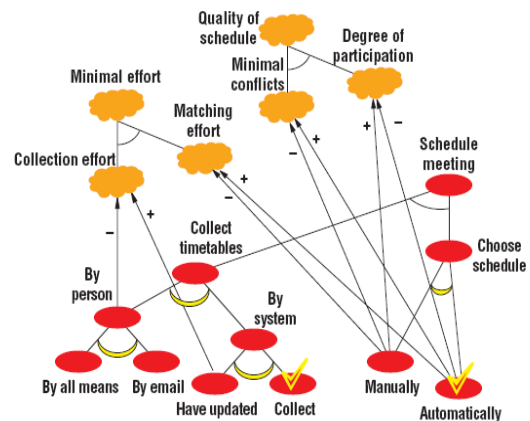 Quality of
schedule
Degree of
participation
Minimal
conflicts
Minimal effort
Matching
effort
Collection effort
Schedule
meeting
Collect
timetables
Choose
schedule
By
person
By
system
By all means
By email
Have updated
Collect
Manually
Automatically
−
+
−
+
−
+
+
−